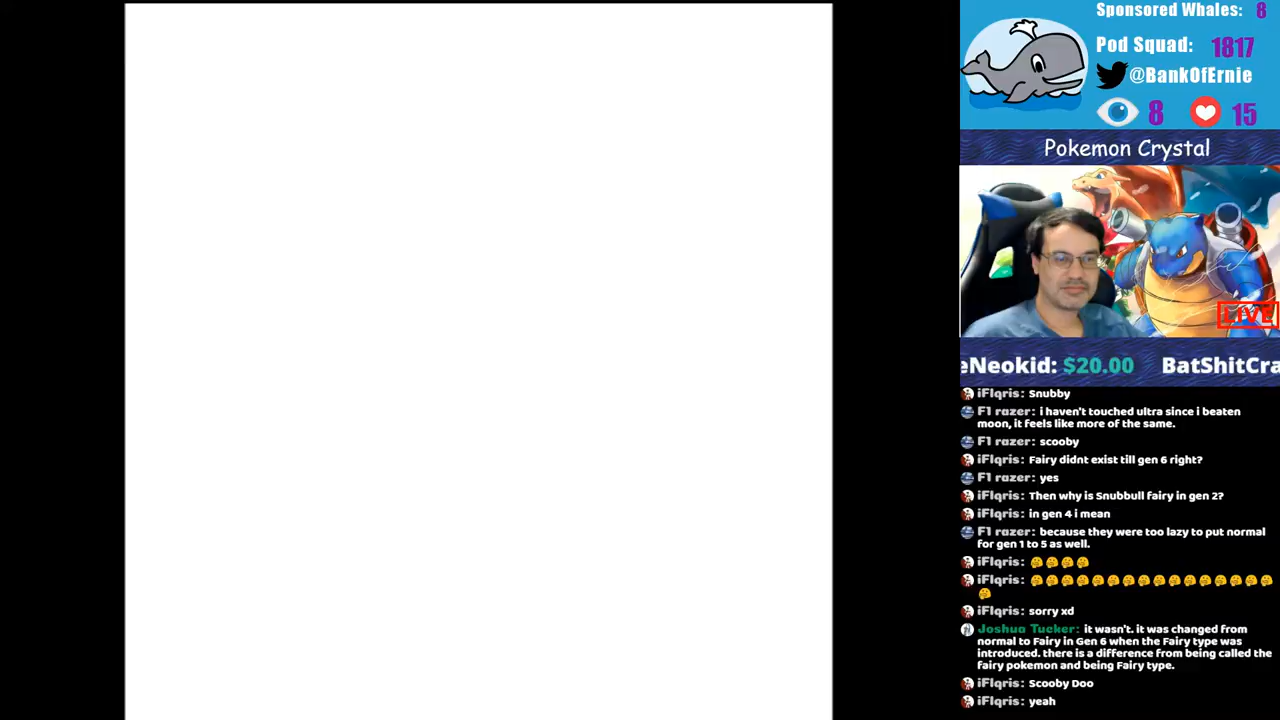 Sponsored Whales: 8
Pod Squad: 1817
@BankOfErnie
8 15
Pokemon Crystal
LIVE
eNeokid: $20.00 BatShitCra
iFlqris: Snubby
F1 razer: i haven't touched ultra since i beaten
moon, it feels like more of the same.
F1 razer: scooby
iFlqris: Fairy didnt exist till gen 6 right?
F1 razer: yes
iFlqris: Then why is Snubbull fairy in gen 2?
iFlqris: in gen 4 i mean
F1 razer: because they were too lazy to put normal
for gen 1 to 5 as well.
iFlqris: 🤔🤔🤔🤔
iFlqris: 🤔🤔🤔🤔🤔🤔🤔🤔🤔🤔🤔🤔🤔🤔🤔🤔
🤔
iFlqris: sorry xd
Joshua Tucker: it wasn't. it was changed from
normal to Fairy in Gen 6 when the Fairy type was
introduced. there is a difference from being called the
fairy pokemon and being Fairy type.
iFlqris: Scooby Doo
iFlqris: yeah